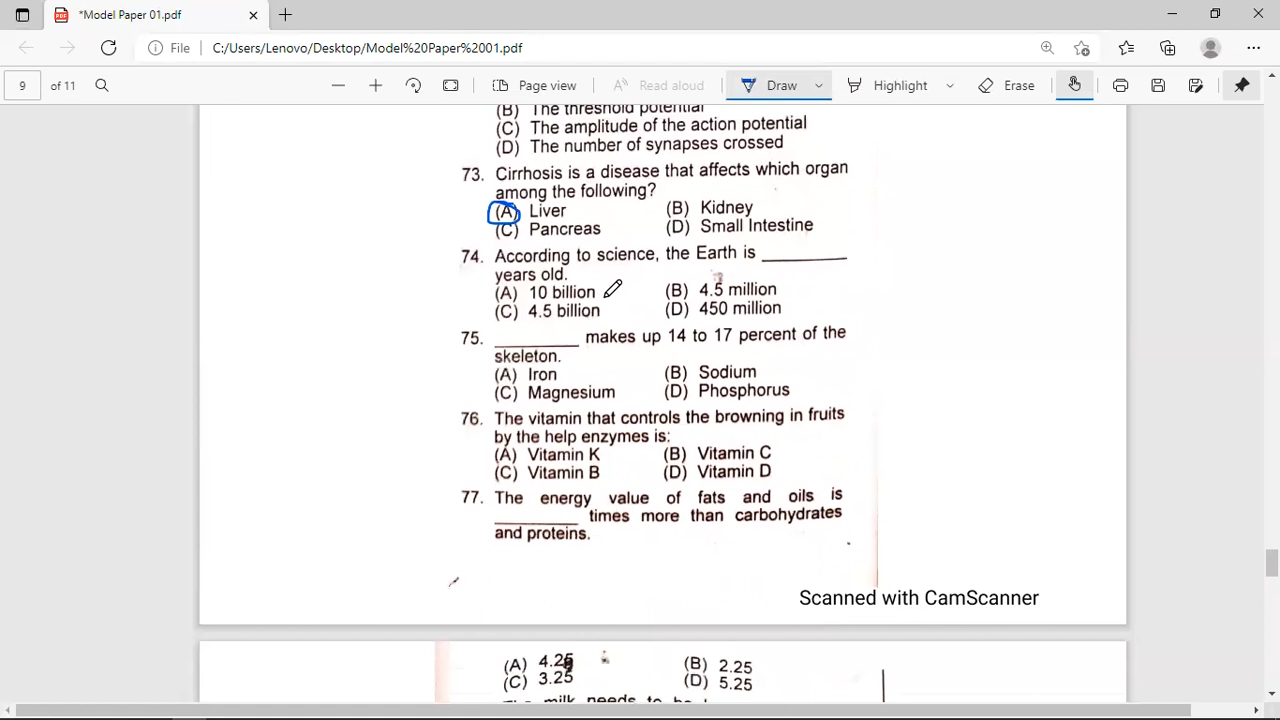 *Model Paper 01.pdf
File C:/Users/Lenovo/Desktop/Model%20Paper%2001.pdf
9 of 11 Page view Read aloud Draw Highlight Erase
(B) The threshold potential
(C) The amplitude of the action potential
(D) The number of synapses crossed
73. Cirrhosis is a disease that affects which organ
among the following?
(A) Liver (B) Kidney
(C) Pancreas (D) Small Intestine
74. According to science, the Earth is ________
years old.
(A) 10 billion (B) 4.5 million
(C) 4.5 billion (D) 450 million
75. ________ makes up 14 to 17 percent of the
skeleton.
(A) Iron (B) Sodium
(C) Magnesium (D) Phosphorus
76. The vitamin that controls the browning in fruits
by the help enzymes is:
(A) Vitamin K (B) Vitamin C
(C) Vitamin B (D) Vitamin D
77. The energy value of fats and oils is
________ times more than carbohydrates
and proteins.
Scanned with CamScanner
(A) 4.25 (B) 2.25
(C) 3.25 (D) 5.25